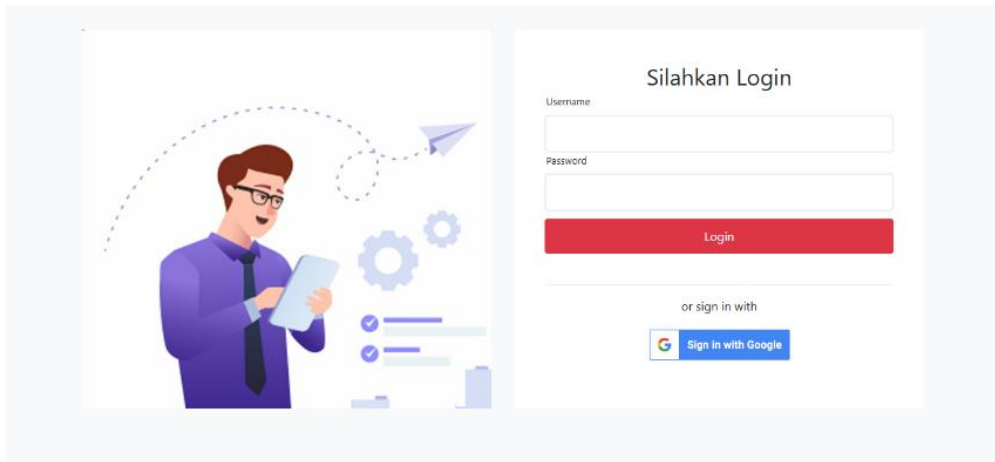 Silahkan Login
Username
Password
Login
or sign in with
Sign in with Google